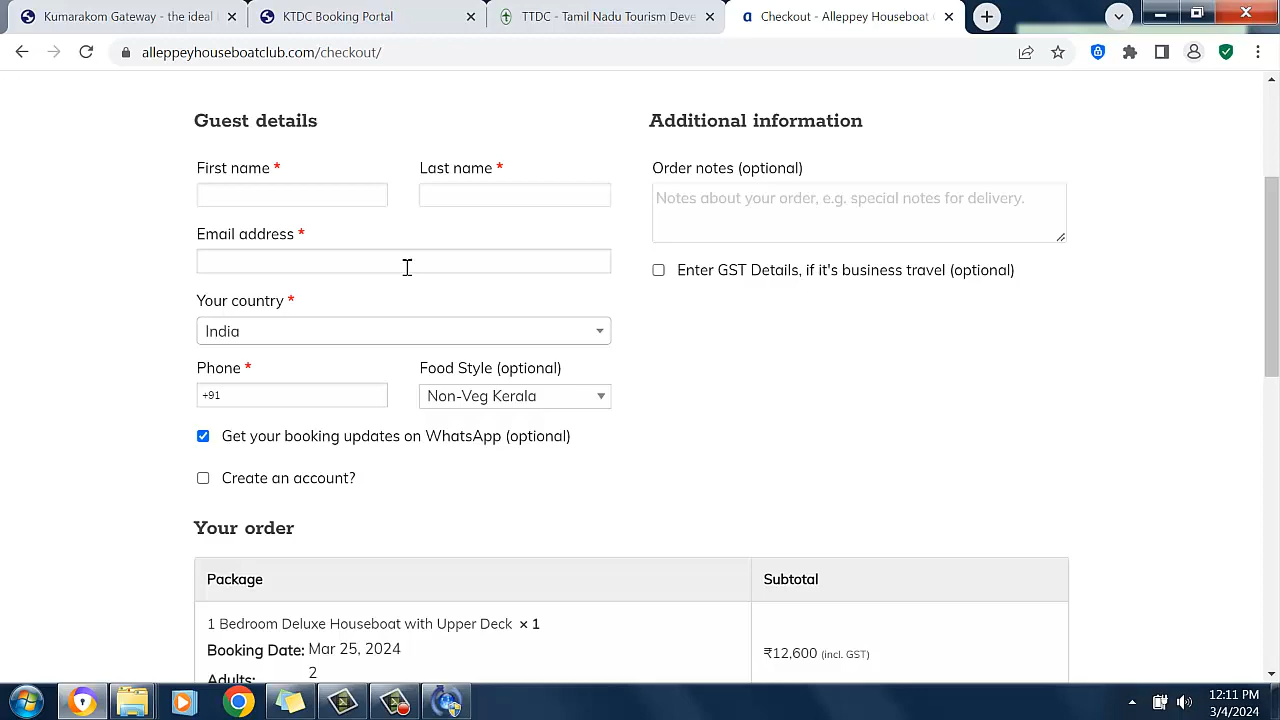 Kumarakom Gateway - the ideal
KTDC Booking Portal
TTDC - Tamil Nadu Tourism Deve
a Checkout - Alleppey Houseboat
alleppeyhouseboatclub.com/checkout/
Guest details
Additional information
First name *
Last name *
Order notes (optional)
Notes about your order, e.g. special notes for delivery.
Email address *
Enter GST Details, if it's business travel (optional)
Your country *
India
Phone *
Food Style (optional)
+91
Non-Veg Kerala
Get your booking updates on WhatsApp (optional)
Create an account?
Your order
Package
Subtotal
1 Bedroom Deluxe Houseboat with Upper Deck × 1
Booking Date: Mar 25, 2024
₹12,600 (incl. GST)
Adults: 2
12:11 PM
3/4/2024